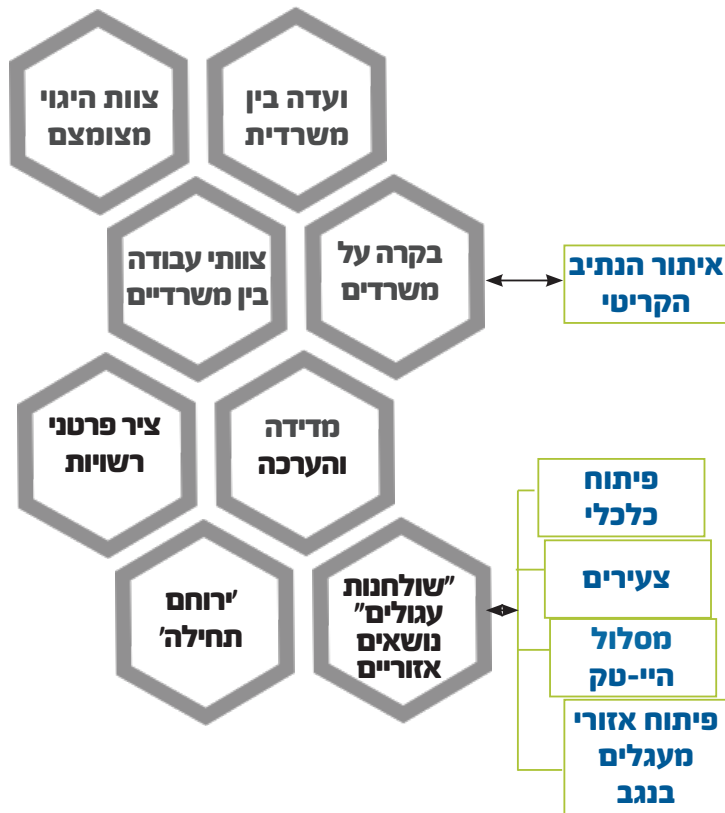 ועדה בין
משרדית
צוות היגוי
מצומצם
בקרה על
משרדים
צוותי עבודה
בין משרדיים
איתור הנתיב
הקריטי
מדידה
והערכה
ציר פרטני
רשויות
"שולחנות
עגולים"
נושאים
אזוריים
'ירוחם
תחילה'
פיתוח
כלכלי
צעירים
מסלול
היי-טק
פיתוח אזורי
מעגלים
בנגב